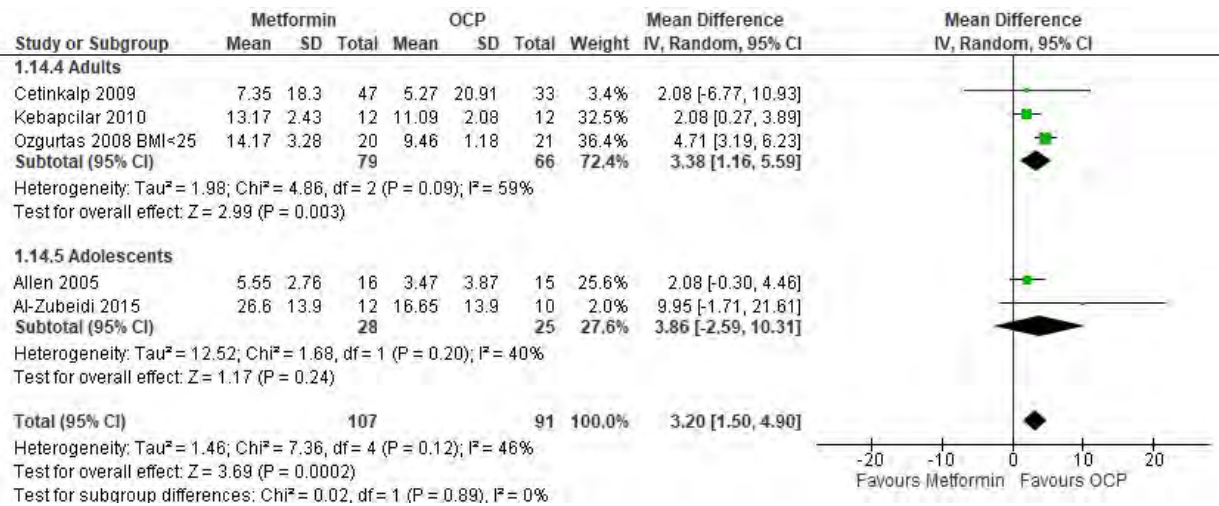 Metformin OCP Mean Difference Mean Difference
Study or Subgroup Mean SD Total Mean SD Total Weight IV, Random, 95% CI IV, Random, 95% CI
1.14.4 Adults
Cetinkalp 2009 7.35 18.3 47 5.27 20.91 33 3.4% 2.08 [-6.77, 10.93]
Kebapcilar 2010 13.17 2.43 12 11.09 2.08 12 32.5% 2.08 [0.27, 3.89]
Ozgurtas 2008 BMI<25 14.17 3.28 20 9.46 1.18 21 36.4% 4.71 [3.19, 6.23]
Subtotal (95% CI) 79 66 72.4% 3.38 [1.16, 5.59]
Heterogeneity: Tau² = 1.98; Chi² = 4.86, df = 2 (P = 0.09); I² = 59%
Test for overall effect: Z = 2.99 (P = 0.003)
1.14.5 Adolescents
Allen 2005 5.55 2.76 16 3.47 3.87 15 25.6% 2.08 [-0.30, 4.46]
Al-Zubeidi 2015 26.6 13.9 12 16.65 13.9 10 2.0% 9.95 [-1.71, 21.61]
Subtotal (95% CI) 28 25 27.6% 3.86 [-2.59, 10.31]
Heterogeneity: Tau² = 12.52; Chi² = 1.68, df = 1 (P = 0.20); I² = 40%
Test for overall effect: Z = 1.17 (P = 0.24)
Total (95% CI) 107 91 100.0% 3.20 [1.50, 4.90]
Heterogeneity: Tau² = 1.46; Chi² = 7.36, df = 4 (P = 0.12); I² = 46%
Test for overall effect: Z = 3.69 (P = 0.0002)
Test for subgroup differences: Chi² = 0.02, df = 1 (P = 0.89), I² = 0%
-20 -10 0 10 20
Favours Metformin Favours OCP